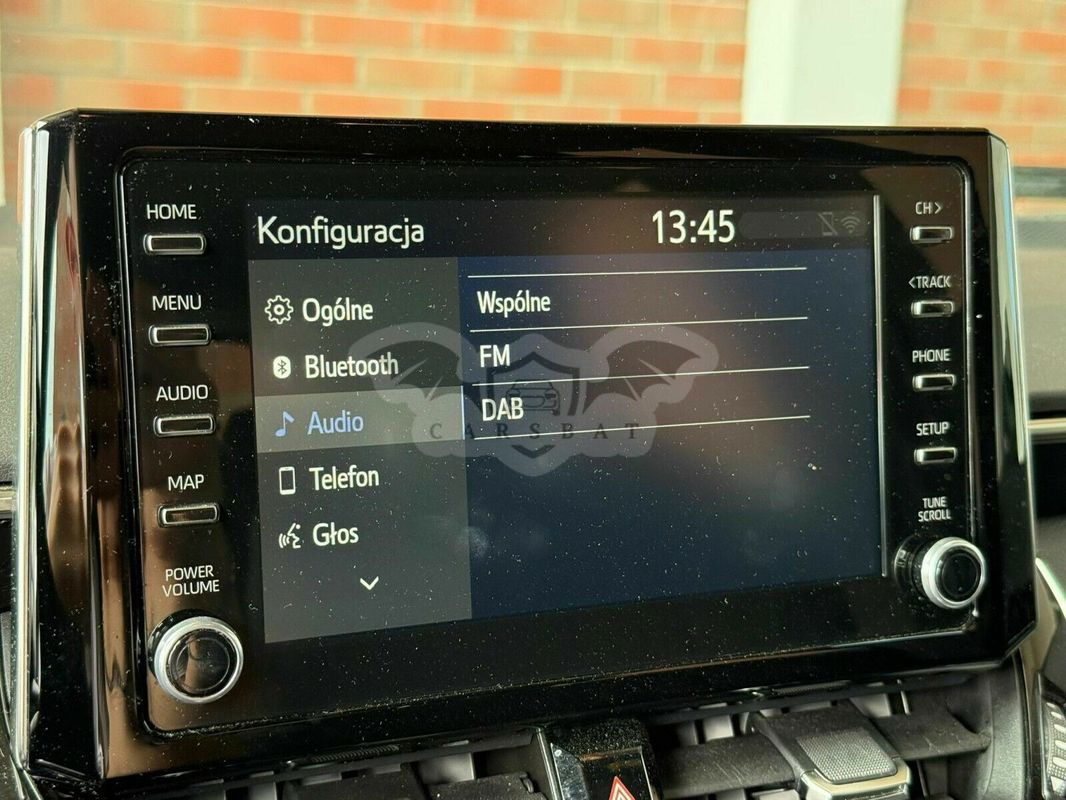 HOME
MENU
AUDIO
MAP
POWER
VOLUME
Konfiguracja
13:45
Ogólne
Bluetooth
Audio
Telefon
Głos
Wspólne
FM
DAB
CARSBAT
CH>
<TRACK
PHONE
SETUP
TUNE
SCROLL